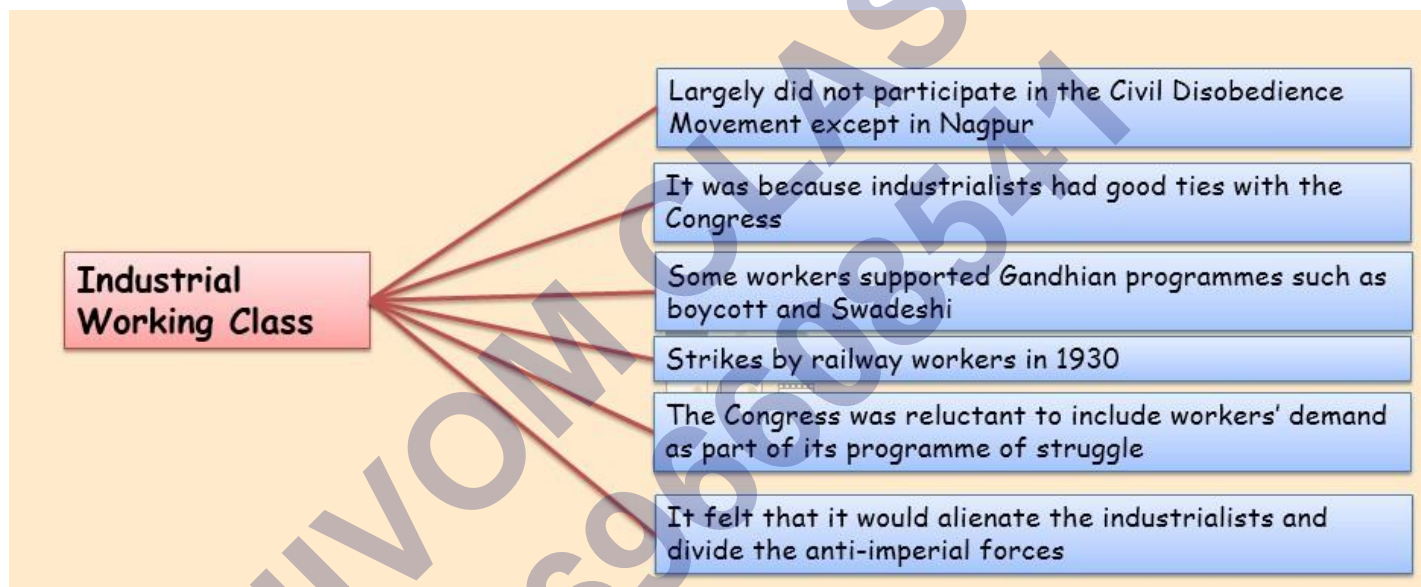 Largely did not participate in the Civil Disobedience
Movement except in Nagpur
It was because industrialists had good ties with the
Congress
Industrial
Working Class
Some workers supported Gandhian programmes such as
boycott and Swadeshi
Strikes by railway workers in 1930
The Congress was reluctant to include workers' demand
as part of its programme of struggle
It felt that it would alienate the industrialists and
divide the anti-imperial forces